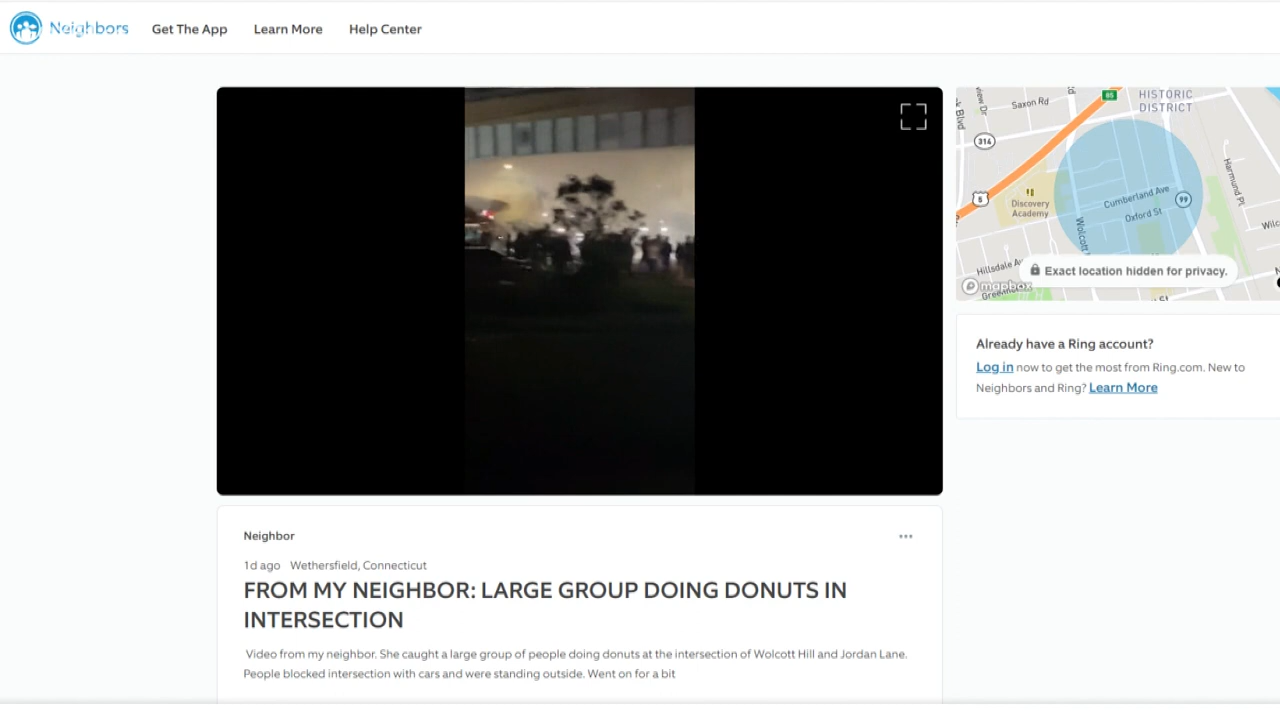 Neighbors
Get The App
Learn More
Help Center
HISTORIC
DISTRICT
85
Saxon Rd
314
5
Discovery
Academy
Cumberland Ave
Oxford St
99
Wolcott
Harmund Pl
Hillsdale Av
Exact location hidden for privacy.
mapbox
Already have a Ring account?
Log in now to get the most from Ring.com. New to
Neighbors and Ring? Learn More
Neighbor
1d ago Wethersfield, Connecticut
FROM MY NEIGHBOR: LARGE GROUP DOING DONUTS IN
INTERSECTION
Video from my neighbor. She caught a large group of people doing donuts at the intersection of Wolcott Hill and Jordan Lane.
People blocked intersection with cars and were standing outside. Went on for a bit